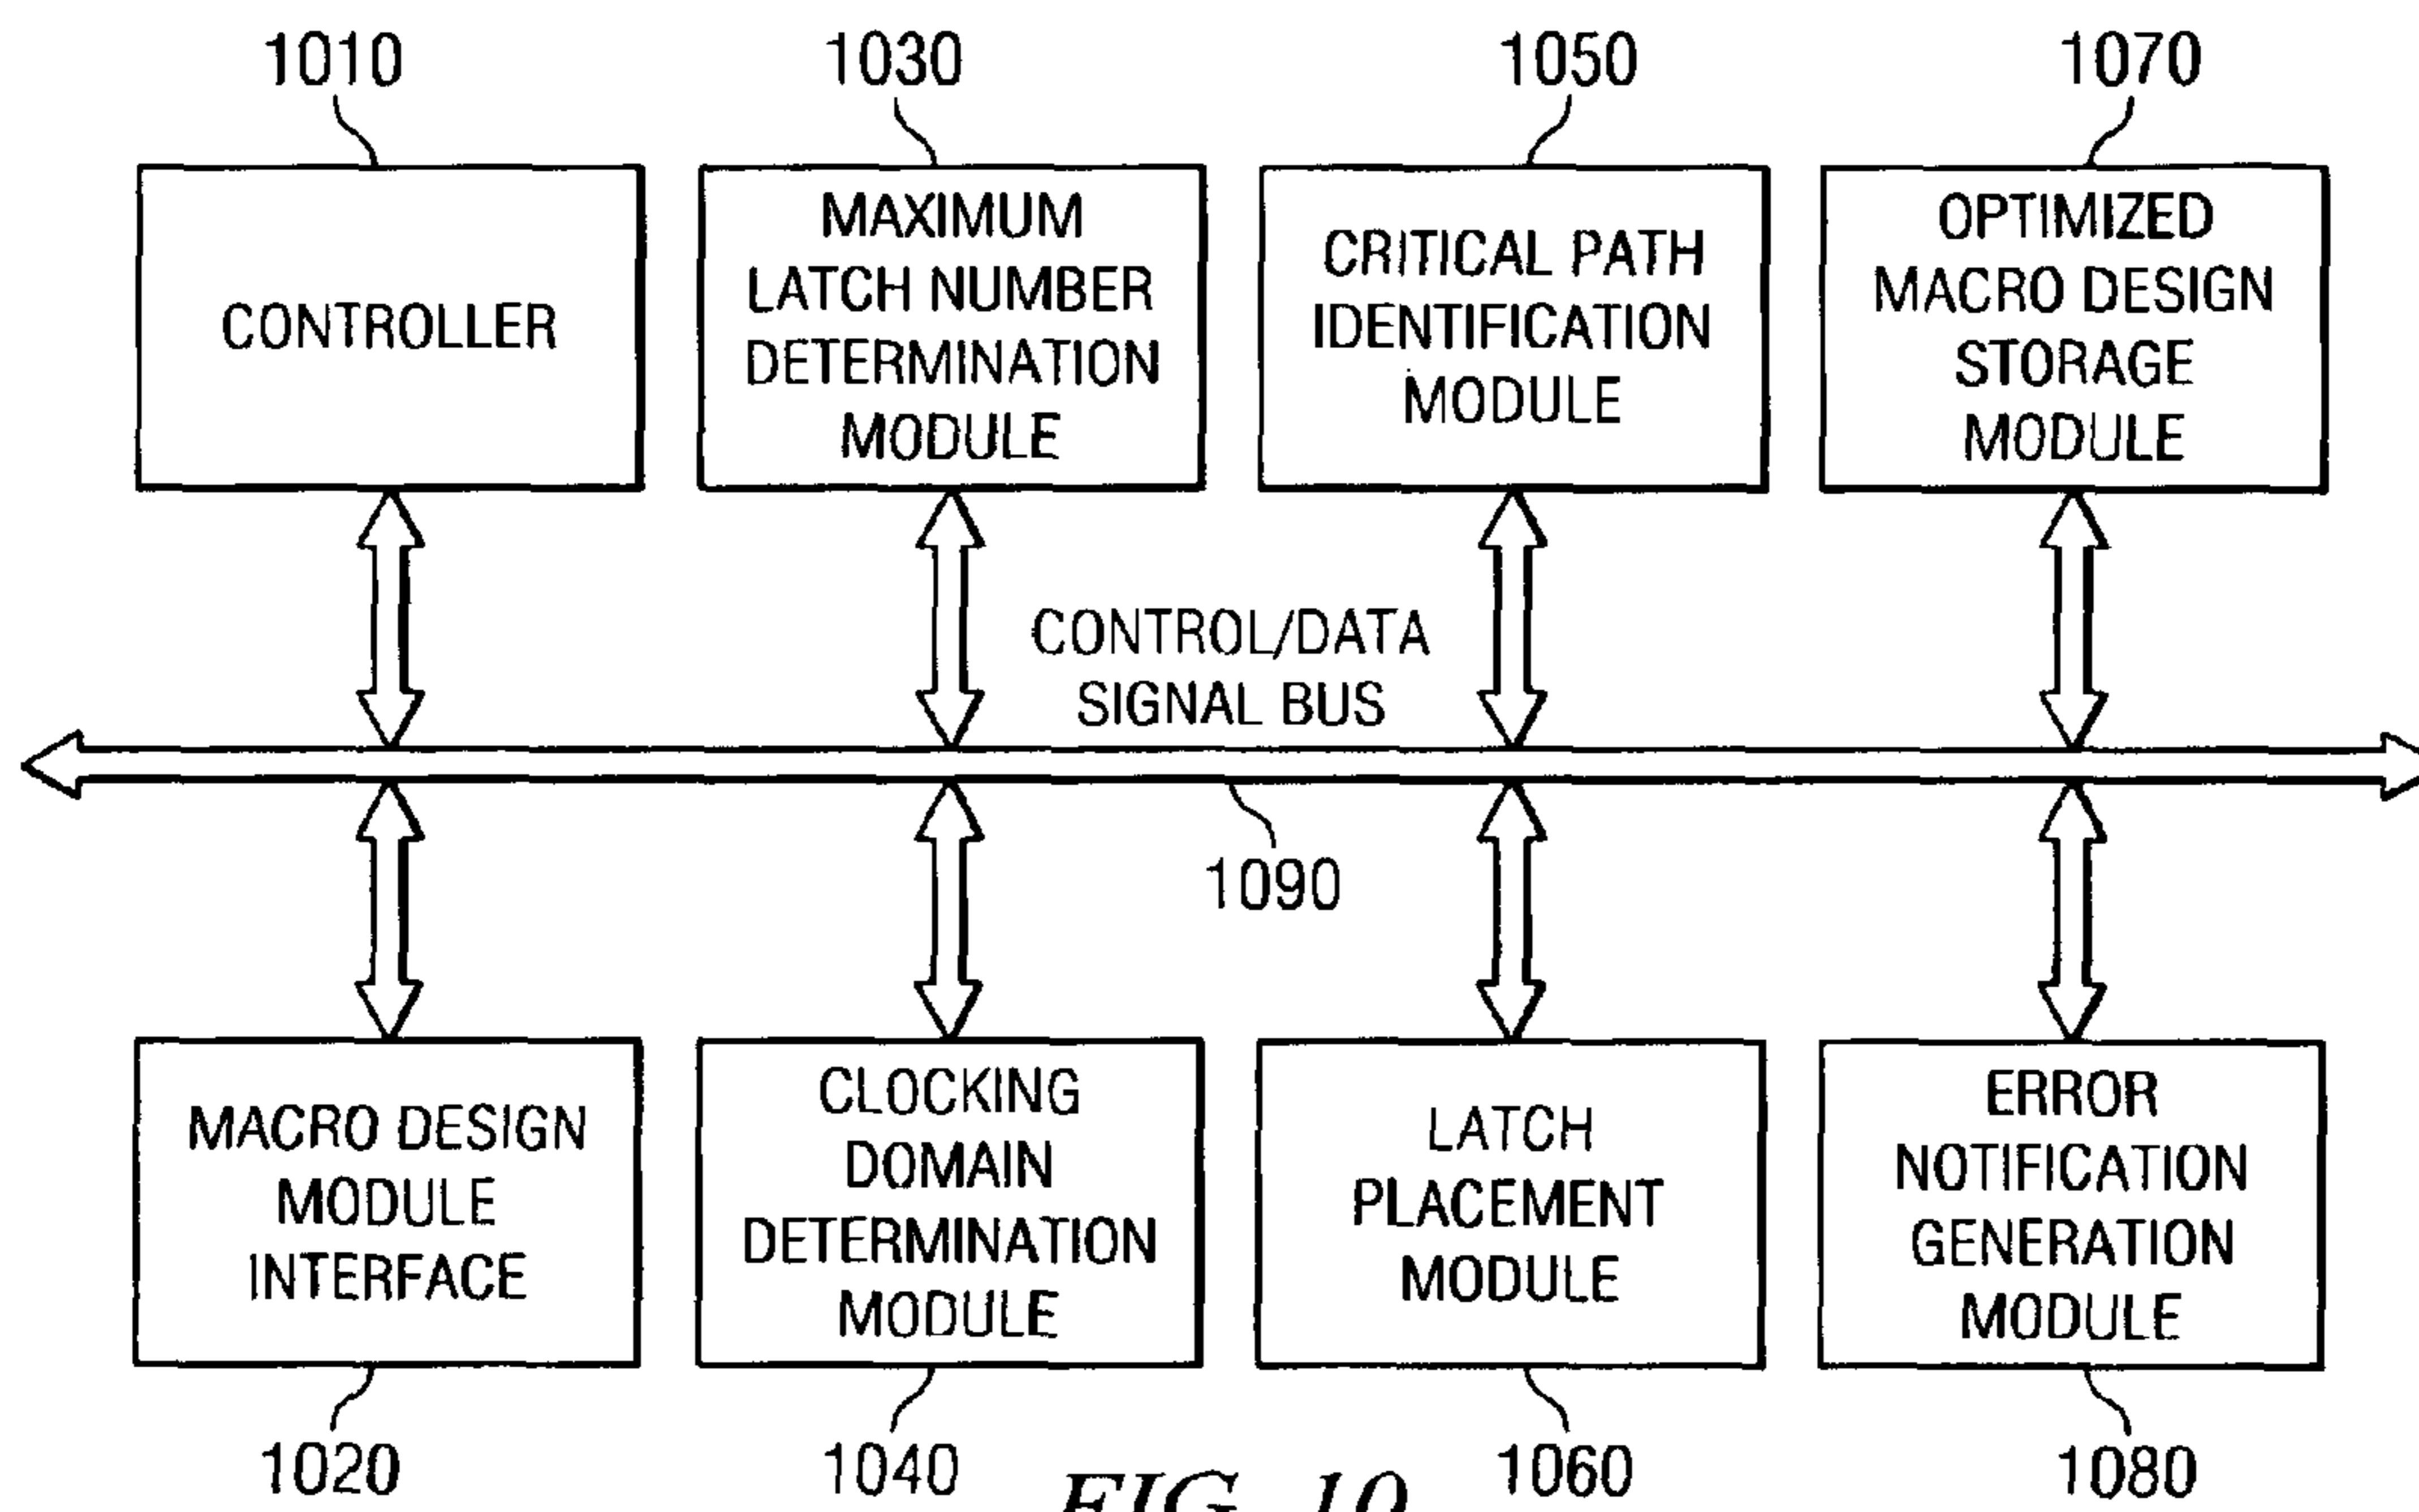 1010
1030
1050
1070
CONTROLLER
MAXIMUM
LATCH NUMBER
DETERMINATION
MODULE
CRITICAL PATH
IDENTIFICATION
MODULE
OPTIMIZED
MACRO DESIGN
STORAGE
MODULE
CONTROL/DATA
SIGNAL BUS
1090
MACRO DESIGN
MODULE
INTERFACE
CLOCKING
DOMAIN
DETERMINATION
MODULE
LATCH
PLACEMENT
MODULE
ERROR
NOTIFICATION
GENERATION
MODULE
1020
1040
1060
1080
FIG. 10